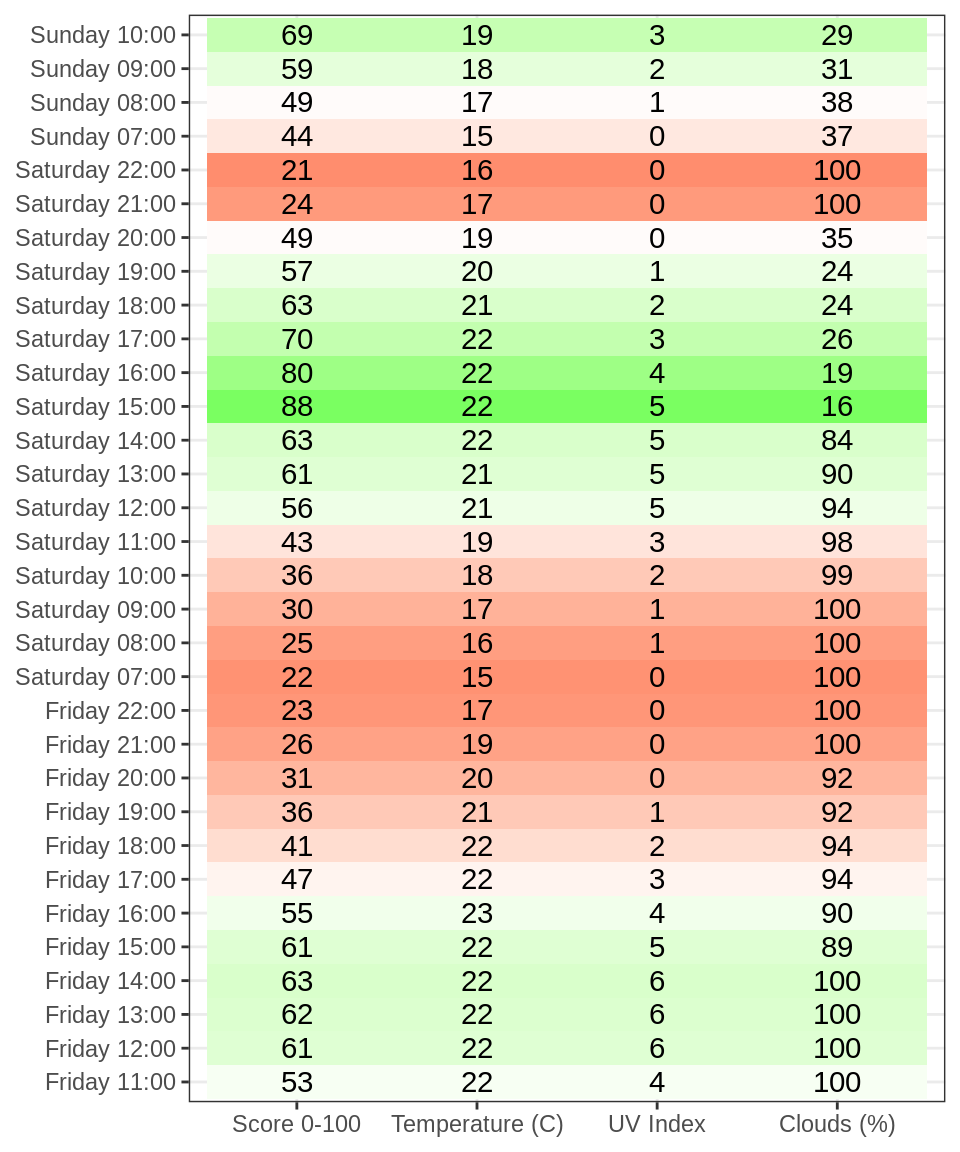 Sunday 10:00 69 19 3 29
Sunday 09:00 59 18 2 31
Sunday 08:00 49 17 1 38
Sunday 07:00 44 15 0 37
Saturday 22:00 21 16 0 100
Saturday 21:00 24 17 0 100
Saturday 20:00 49 19 0 35
Saturday 19:00 57 20 1 24
Saturday 18:00 63 21 2 24
Saturday 17:00 70 22 3 26
Saturday 16:00 80 22 4 19
Saturday 15:00 88 22 5 16
Saturday 14:00 63 22 5 84
Saturday 13:00 61 21 5 90
Saturday 12:00 56 21 5 94
Saturday 11:00 43 19 3 98
Saturday 10:00 36 18 2 99
Saturday 09:00 30 17 1 100
Saturday 08:00 25 16 1 100
Saturday 07:00 22 15 0 100
Friday 22:00 23 17 0 100
Friday 21:00 26 19 0 100
Friday 20:00 31 20 0 92
Friday 19:00 36 21 1 92
Friday 18:00 41 22 2 94
Friday 17:00 47 22 3 94
Friday 16:00 55 23 4 90
Friday 15:00 61 22 5 89
Friday 14:00 63 22 6 100
Friday 13:00 62 22 6 100
Friday 12:00 61 22 6 100
Friday 11:00 53 22 4 100
Score 0-100 Temperature (C) UV Index Clouds (%)